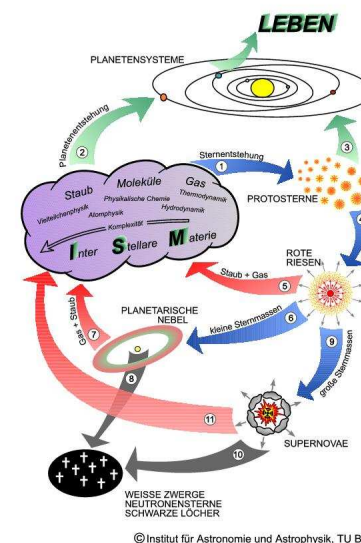 LEBEN
PLANETENSYSTEME
Planetenentstehung
2
3
Sternentstehung
1
PROTOSTERNE
Staub
Moleküle
Gas
Vielteilchenphysik
Physikalische Chemie
Thermodynamik
Atomphysik
Hydrodynamik
Komplexität
Inter Stellare Materie
4
ROTE
RIESEN
Staub + Gas
5
PLANETARISCHE
NEBEL
kleine Sternmassen
6
9
große Sternmassen
Gas + Staub
7
8
11
SUPERNOVAE
10
WEISSE ZWERGE
NEUTRONENSTERNE
SCHWARZE LÖCHER
©Institut für Astronomie und Astrophysik, TU B